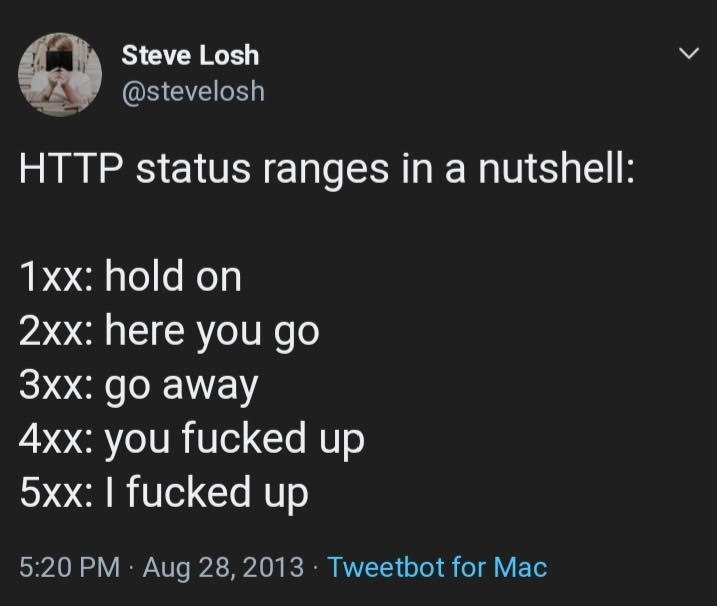 Steve Losh
@stevelosh
HTTP status ranges in a nutshell:
1xx: hold on
2xx: here you go
3xx: go away
4xx: you fucked up
5xx: I fucked up
5:20 PM · Aug 28, 2013 · Tweetbot for Mac